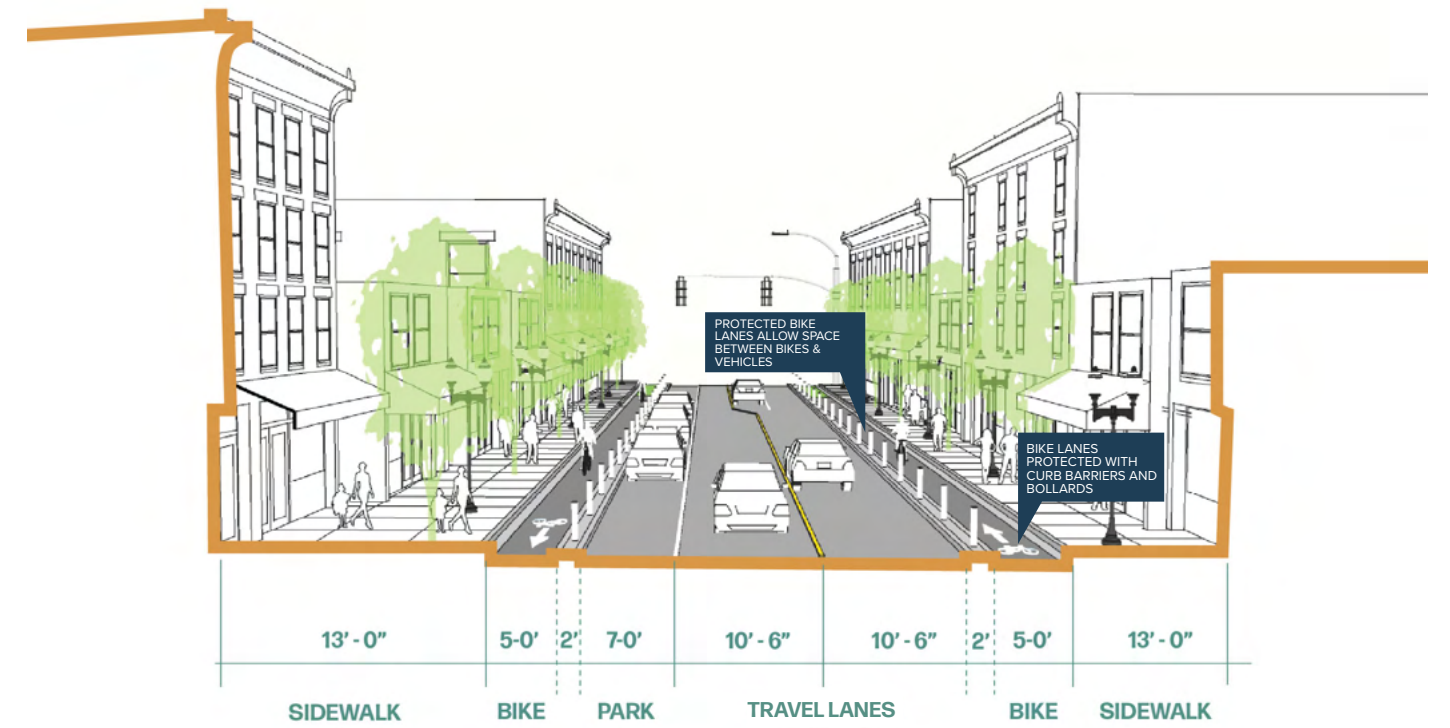 PROTECTED BIKE
LANES ALLOW SPACE
BETWEEN BIKES &
VEHICLES
BIKE LANES
PROTECTED WITH
CURB BARRIERS AND
BOLLARDS
13' - 0" 5-0' 2' 7-0' 10' - 6" 10' - 6" 2' 5-0' 13' - 0"
SIDEWALK BIKE PARK TRAVEL LANES BIKE SIDEWALK